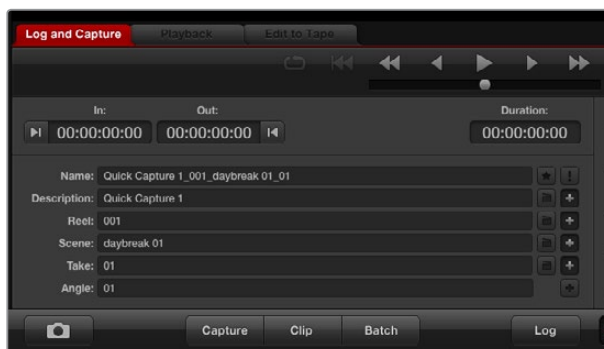 Log and Capture Playback Edit to Tape
In: Out: Duration:
00:00:00:00 00:00:00:00 00:00:00:00
Name: Quick Capture 1_001_daybreak 01_01
Description: Quick Capture 1
Reel: 001
Scene: daybreak 01
Take: 01
Angle: 01
Capture Clip Batch Log